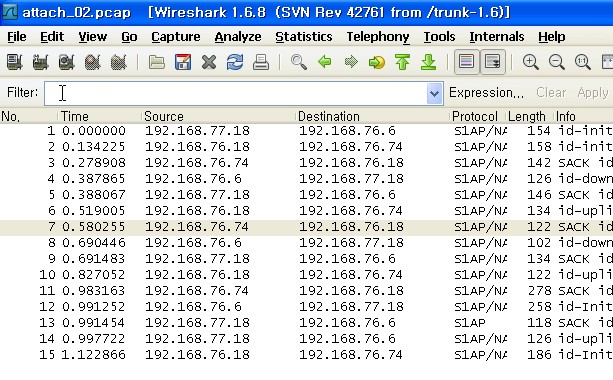 attach_02.pcap [Wireshark 1.6.8 (SVN Rev 42761 from /trunk-1.6)]
File Edit View Go Capture Analyze Statistics Telephony Tools Internals Help
Filter: Expression... Clear Apply
No. Time Source Destination Protocol Length Info
1 0.000000 192.168.77.18 192.168.76.6 S1AP/NA 154 id-init
2 0.134225 192.168.76.18 192.168.76.74 S1AP/NA 158 id-init
3 0.278908 192.168.76.74 192.168.76.18 S1AP/NA 142 SACK id
4 0.387865 192.168.76.6 192.168.77.18 S1AP/NA 126 id-down
5 0.388067 192.168.77.18 192.168.76.6 S1AP/NA 146 SACK id
6 0.519005 192.168.76.18 192.168.76.74 S1AP/NA 134 id-upli
7 0.580255 192.168.76.74 192.168.76.18 S1AP/NA 122 SACK id
8 0.690446 192.168.76.6 192.168.77.18 S1AP/NA 102 id-down
9 0.691483 192.168.77.18 192.168.76.6 S1AP/NA 134 SACK id
10 0.827052 192.168.76.18 192.168.76.74 S1AP/NA 122 id-upli
11 0.983163 192.168.76.74 192.168.76.18 S1AP/NA 278 SACK id
12 0.991252 192.168.76.6 192.168.77.18 S1AP/NA 258 id-Init
13 0.991454 192.168.77.18 192.168.76.6 S1AP 118 SACK id
14 0.997722 192.168.77.18 192.168.76.6 S1AP/NA 126 id-upli
15 1.122866 192.168.76.18 192.168.76.74 S1AP/NA 186 id-Init